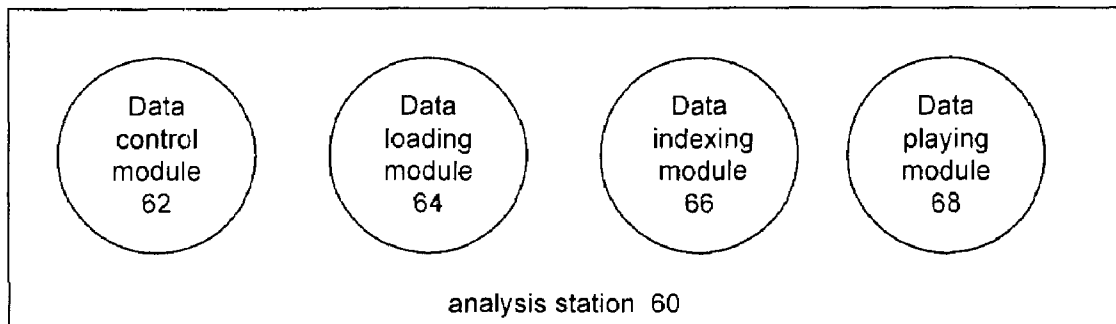 Data
control
module
62
Data
loading
module
64
Data
indexing
module
66
Data
playing
module
68
analysis station 60